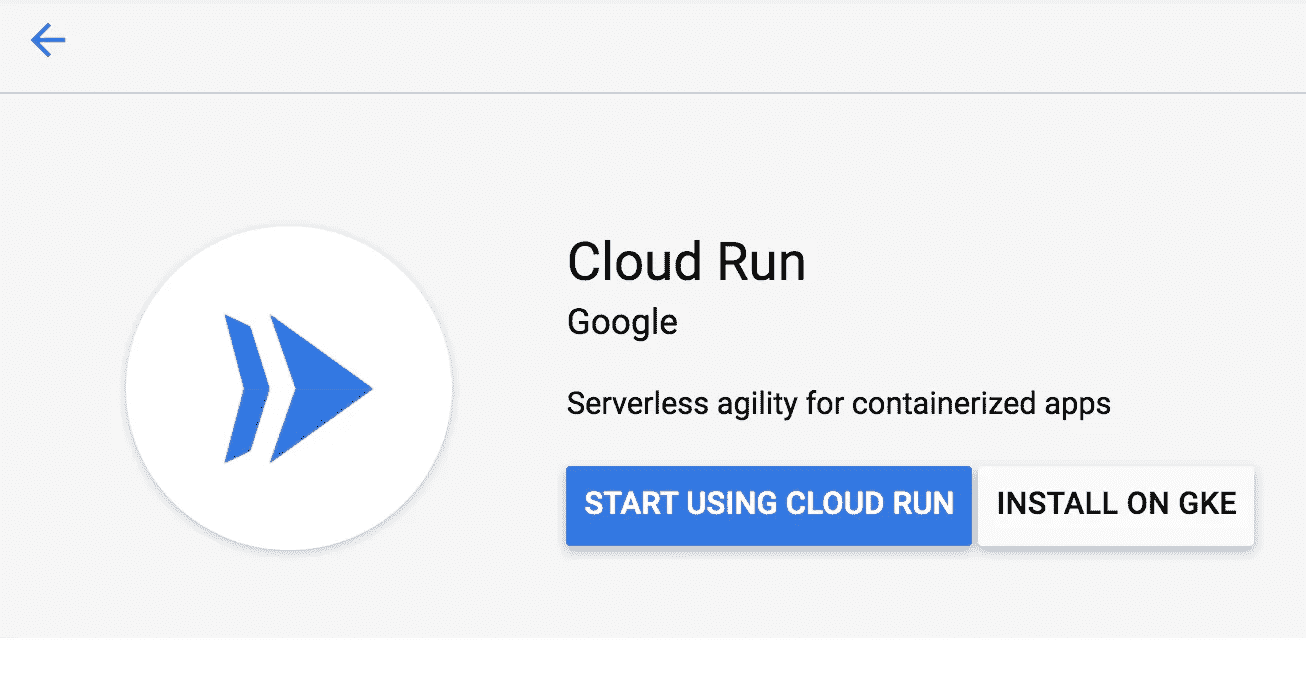 Cloud Run
Google
Serverless agility for containerized apps
START USING CLOUD RUN
INSTALL ON GKE